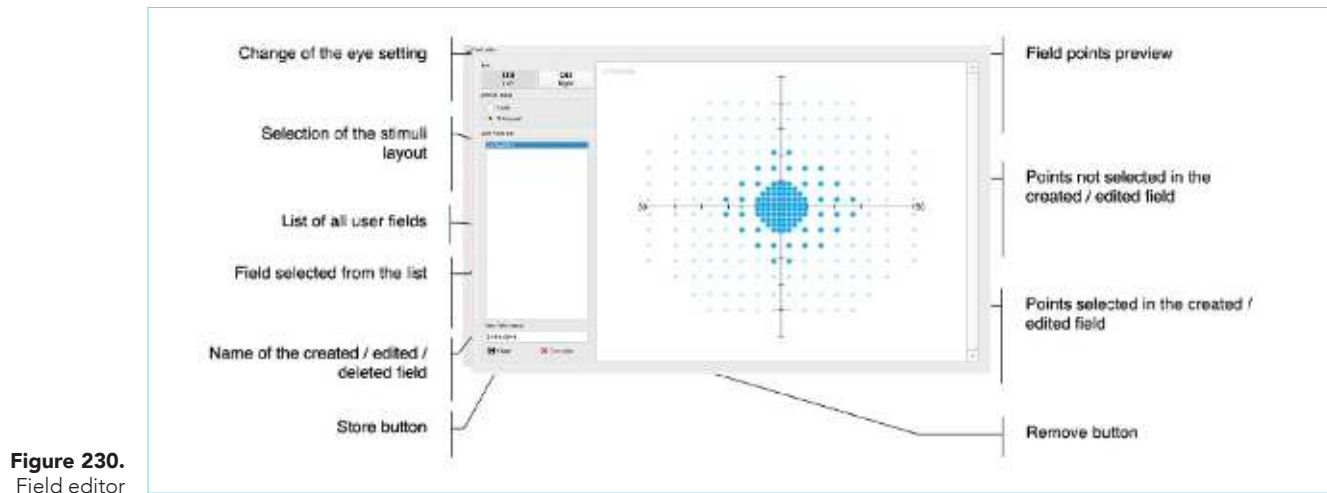 Change of the eye setting
Selection of the stimuli
layout
List of all user fields
Field selected from the list
Name of the created / edited /
deleted field
Store button
Field points preview
Points not selected in the
created / edited field
Points selected in the created /
edited field
Remove button
Left
Right
Figure 230.
Field editor